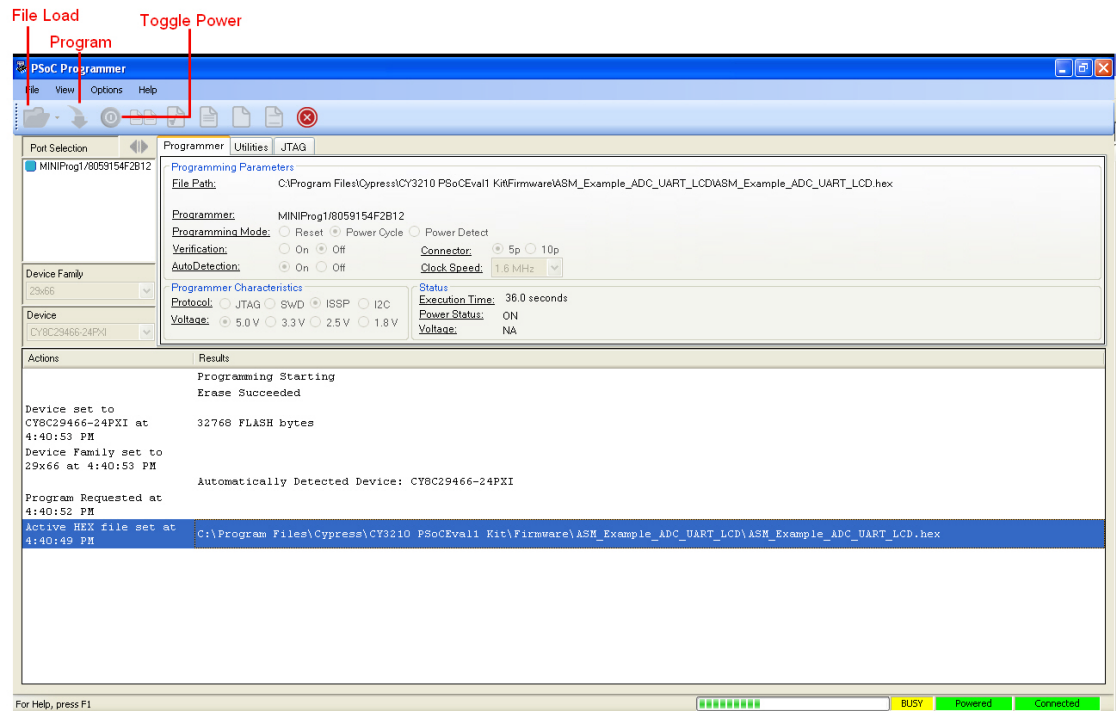 File Load
Toggle Power
Program
PSoC Programmer
File View Options Help
Port Selection
Programmer Utilities JTAG
MINIProg1/8059154F2B12
Programming Parameters
File Path: C:\Program Files\Cypress\CY3210 PSoCEval1 Kit\Firmware\ASM_Example_ADC_UART_LCD\ASM_Example_ADC_UART_LCD.hex
Programmer: MINIProg1/8059154F2B12
Programming Mode: Reset Power Cycle Power Detect
Verification: On Off Connector: 5p 10p
AutoDetection: On Off Clock Speed: 1.6 MHz
Device Family
29x66
Device
CY8C29466-24PXI
Programmer Characteristics
Protocol: JTAG SWD ISSP I2C
Voltage: 5.0 V 3.3 V 2.5 V 1.8 V
Status
Execution Time: 36.0 seconds
Power Status: ON
Voltage: NA
Actions Results
Programming Starting
Erase Succeeded
Device set to
CY8C29466-24PXI at 32768 FLASH bytes
4:40:53 PM
Device Family set to
29x66 at 4:40:53 PM
Automatically Detected Device: CY8C29466-24PXI
Program Requested at
4:40:52 PM
Active HEX file set at
4:40:49 PM C:\Program Files\Cypress\CY3210 PSoCEval1 Kit\Firmware\ASM_Example_ADC_UART_LCD\ASM_Example_ADC_UART_LCD.hex
For Help, press F1
BUSY Powered Connected